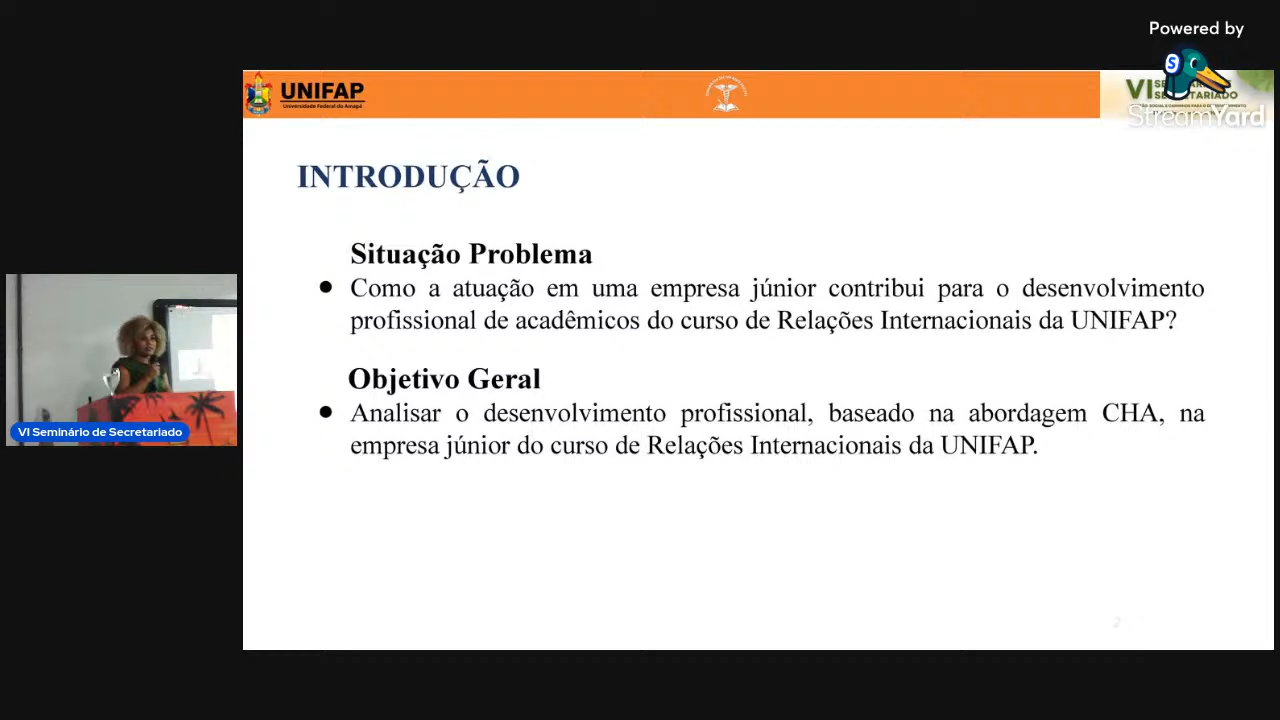 Powered by
StreamYard
UNIFAP
Universidade Federal do Amapá
VI
INTRODUÇÃO
Situação Problema
● Como a atuação em uma empresa júnior contribui para o desenvolvimento
profissional de acadêmicos do curso de Relações Internacionais da UNIFAP?
Objetivo Geral
● Analisar o desenvolvimento profissional, baseado na abordagem CHA, na
empresa júnior do curso de Relações Internacionais da UNIFAP.
VI Seminário de Secretariado
2